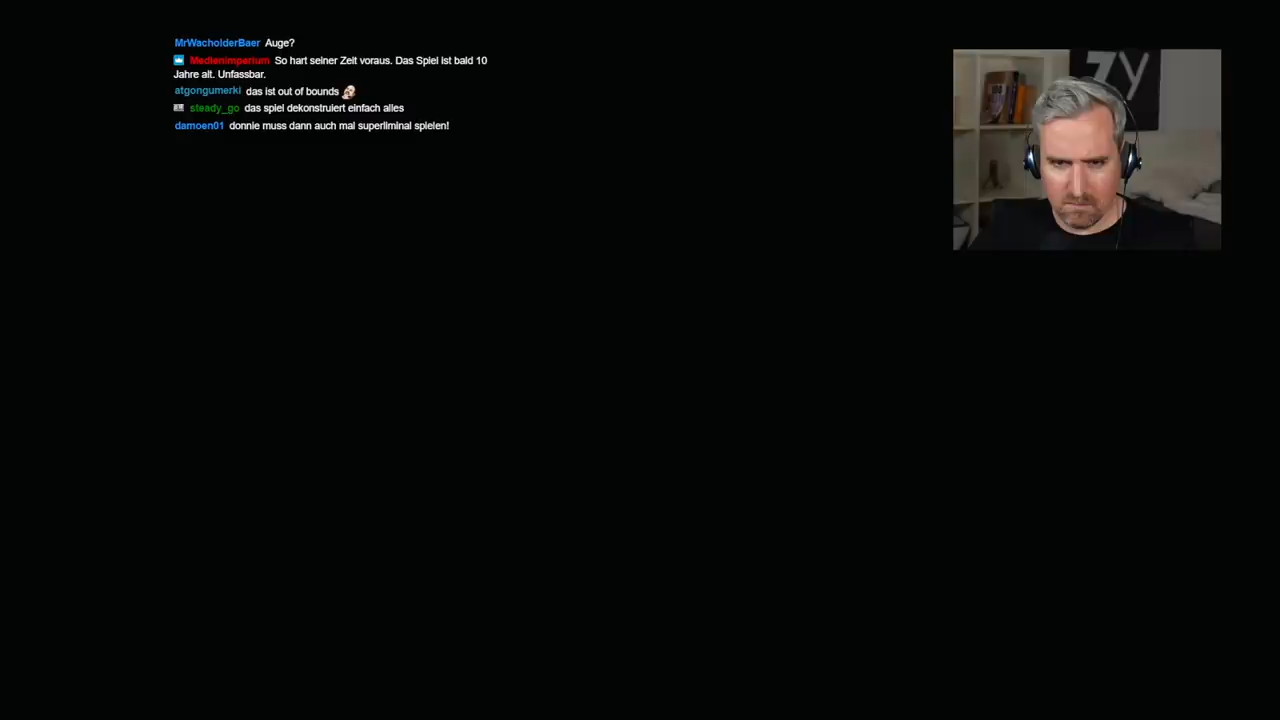 MrWacholderBaer Auge?
Medienimperium So hart seiner Zeit voraus. Das Spiel ist bald 10
Jahre alt. Unfassbar.
atgongumerki das ist out of bounds
steady_go das spiel dekonstruiert einfach alles
damoen01 donnie muss dann auch mal superliminal spielen!
ZY